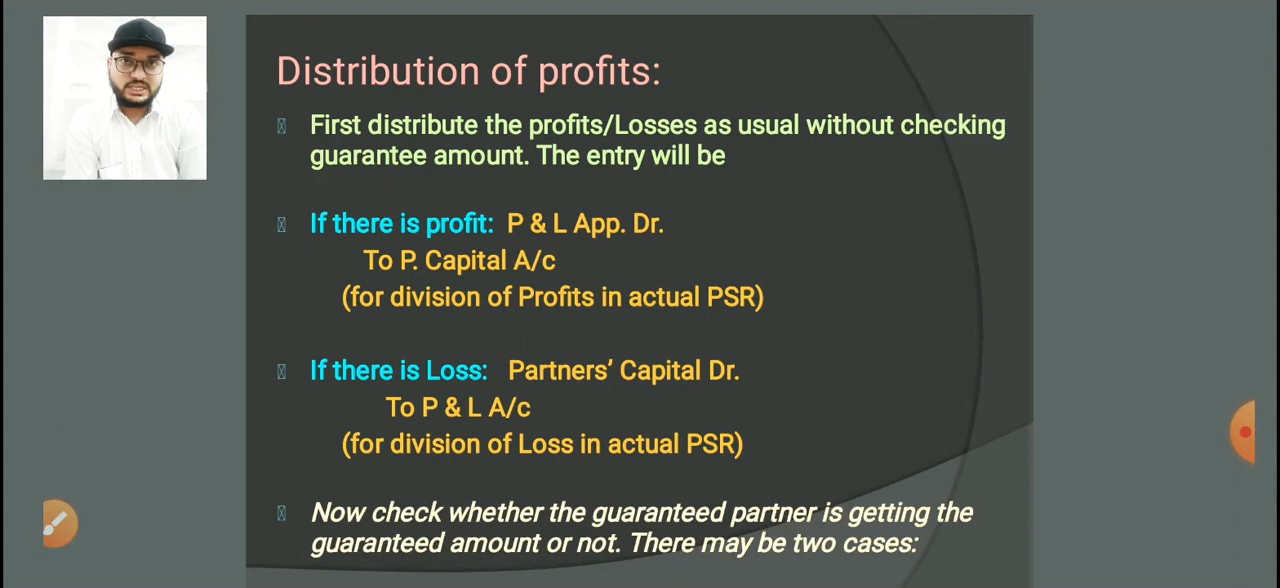 Distribution of profits:
First distribute the profits/Losses as usual without checking
guarantee amount. The entry will be
If there is profit: P & L App. Dr.
To P. Capital A/c
(for division of Profits in actual PSR)
If there is Loss: Partners’ Capital Dr.
To P & L A/c
(for division of Loss in actual PSR)
Now check whether the guaranteed partner is getting the
guaranteed amount or not. There may be two cases: